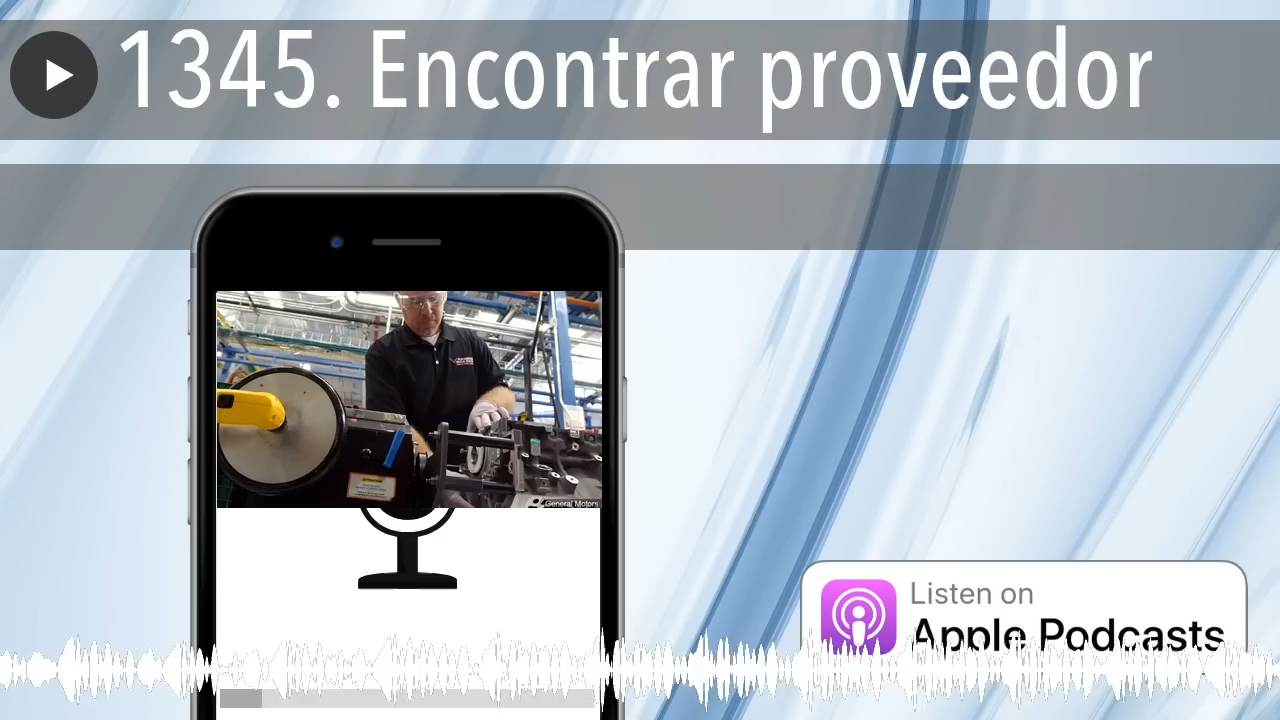 1345. Encontrar proveedor
General Motors
Listen on
Apple Podcasts